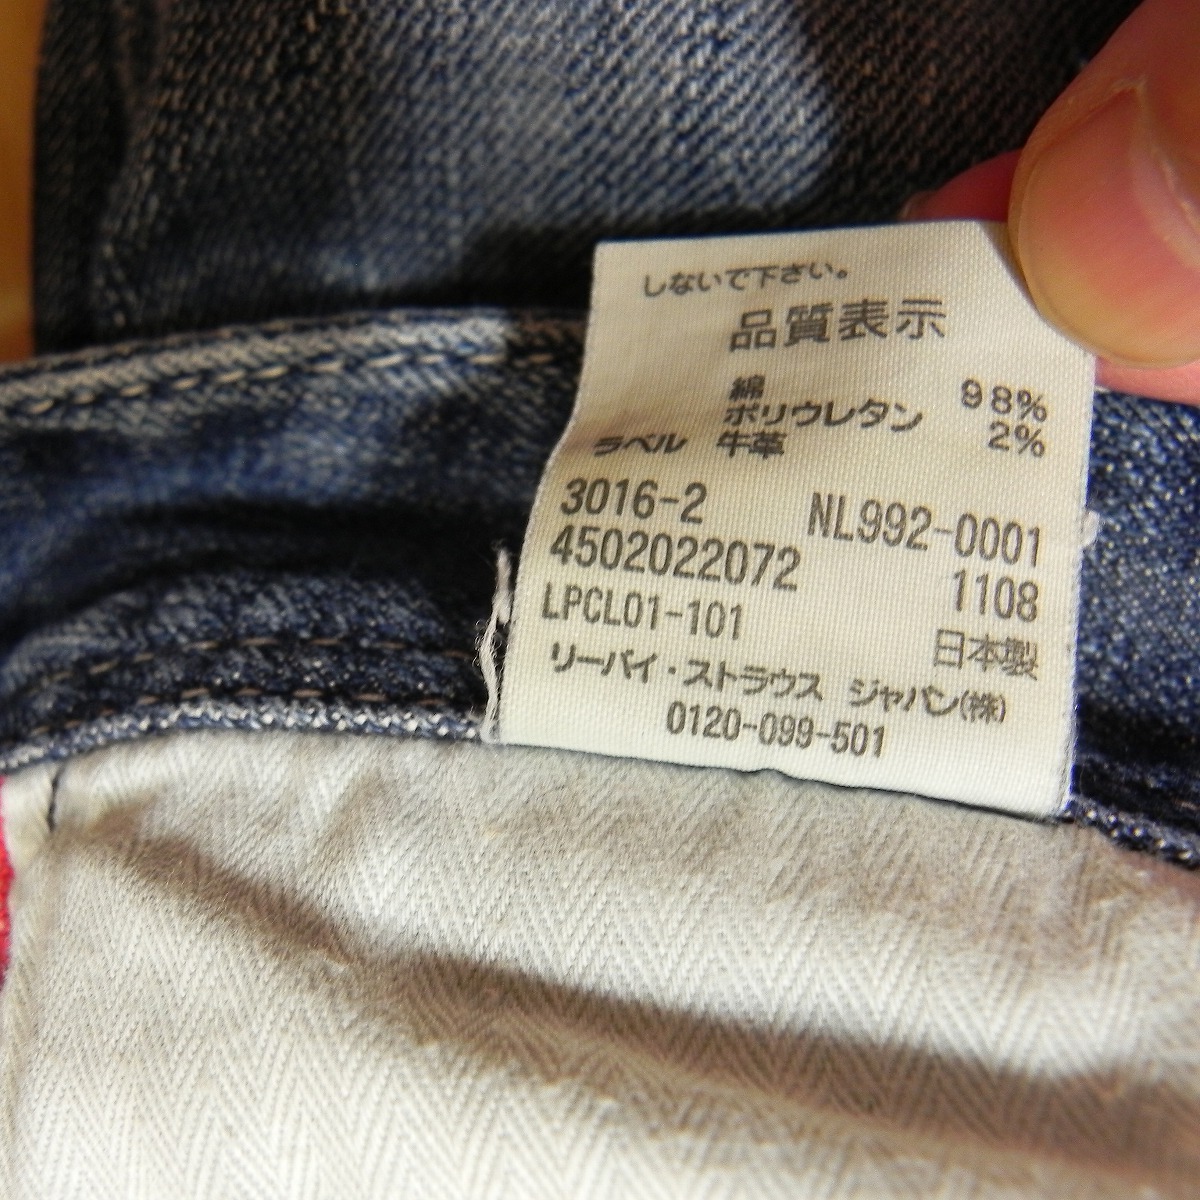 しないで下さい。
品質表示
綿 98%
ポリウレタン 2%
ラベル 牛革
3016-2 NL992-0001
4502022072 1108
LPCL01-101 日本製
リーバイ・ストラウス ジャパン(株)
0120-099-501